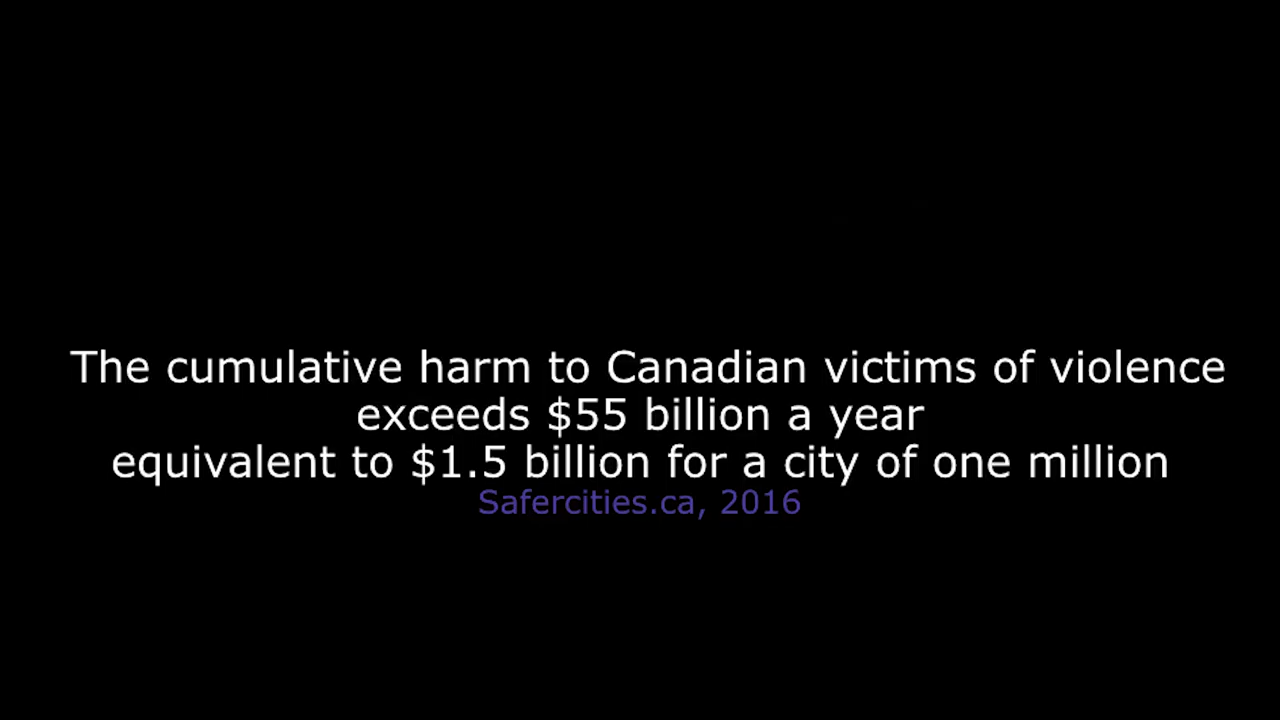 The cumulative harm to Canadian victims of violence
exceeds $55 billion a year
equivalent to $1.5 billion for a city of one million
Safercities.ca, 2016